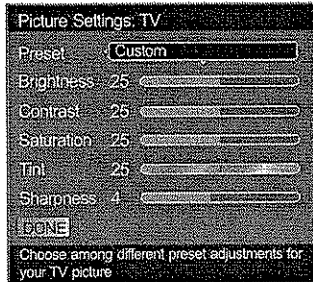 Picture Settings: TV
Preset Custom
Brightness 25
Contrast 25
Saturation 25
Tint 25
Sharpness 4
DONE
Choose among different preset adjustments for
your TV picture